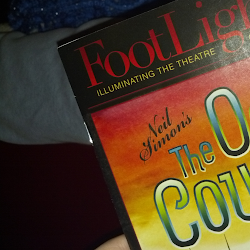 FootLigh
ILLUMINATING THE THEATRE
Neil
Simon's
The O
Cou